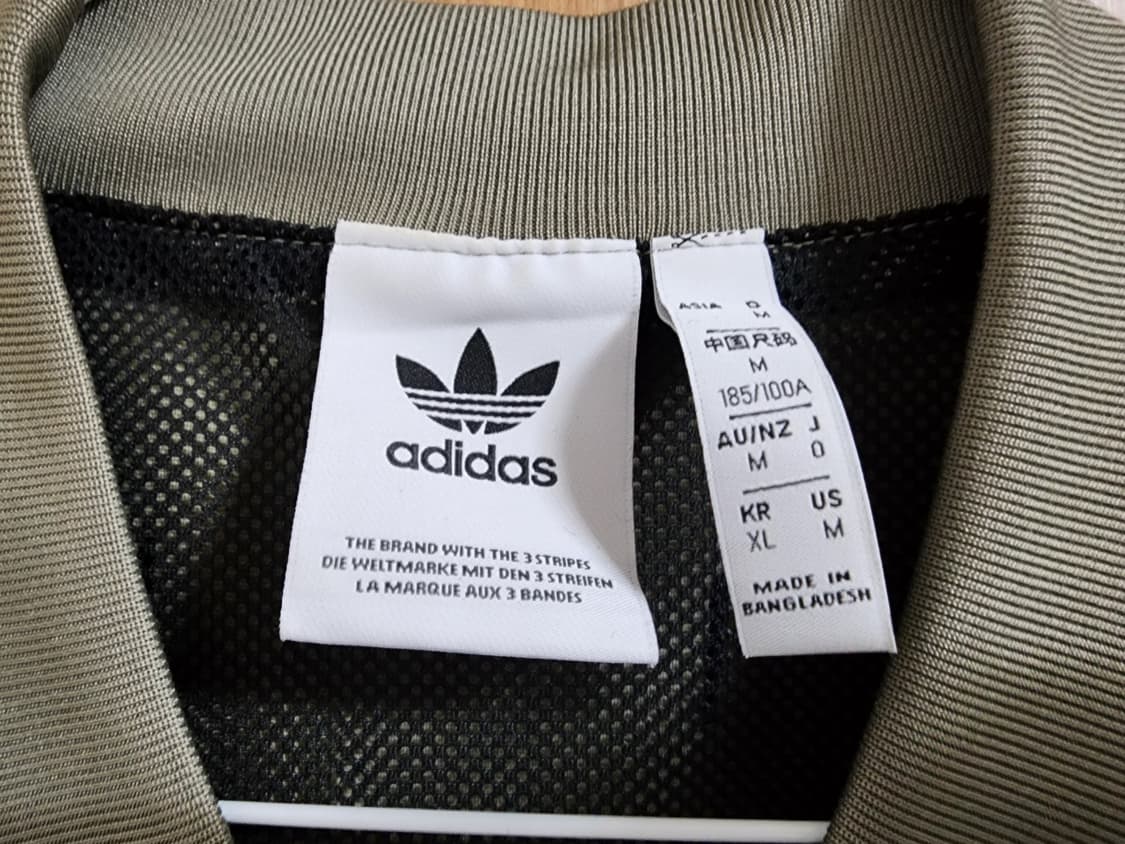 adidas
THE BRAND WITH THE 3 STRIPES
DIE WELTMARKE MIT DEN 3 STREIFEN
LA MARQUE AUX 3 BANDES
ASIA D
M
中国尺码
M
185/100A
AU/NZ J
M O
KR US
XL M
MADE IN
BANGLADESH